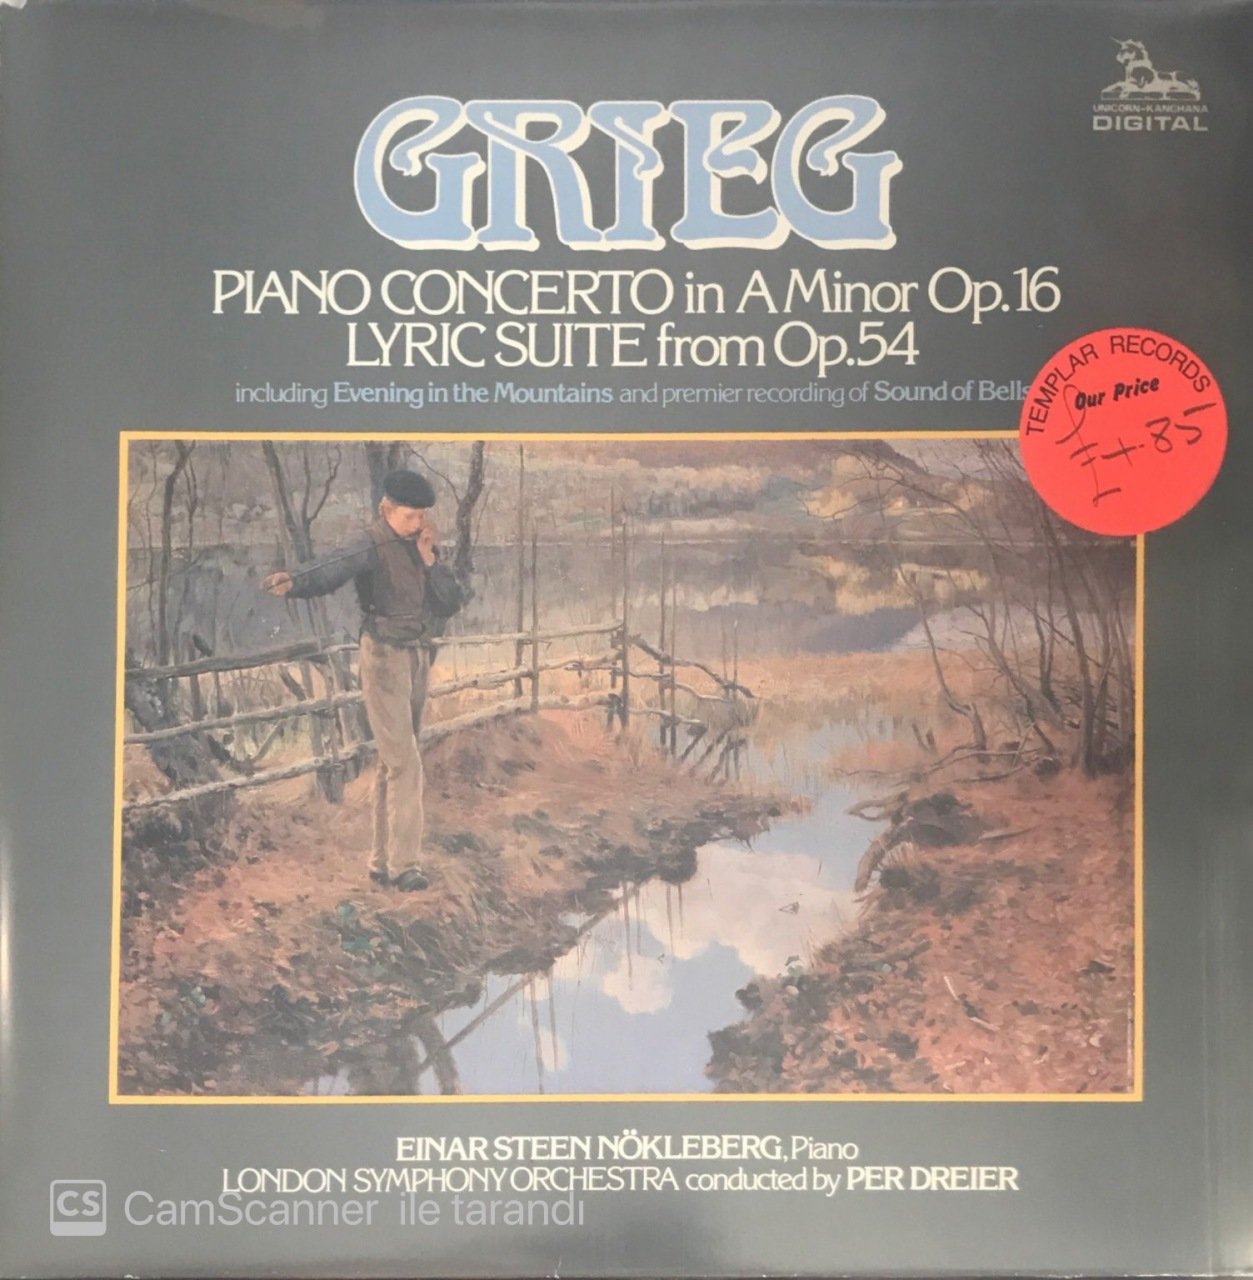 UNICORN-KANCHANA
DIGITAL
GRIEG
PIANO CONCERTO in A Minor Op.16
LYRIC SUITE from Op.54
including Evening in the Mountains and premier recording of Sound of Bells
TEMPLAR RECORDS
Our Price
EINAR STEEN NÖKLEBERG, Piano
LONDON SYMPHONY ORCHESTRA conducted by PER DREIER
CS CamScanner ile tarandı